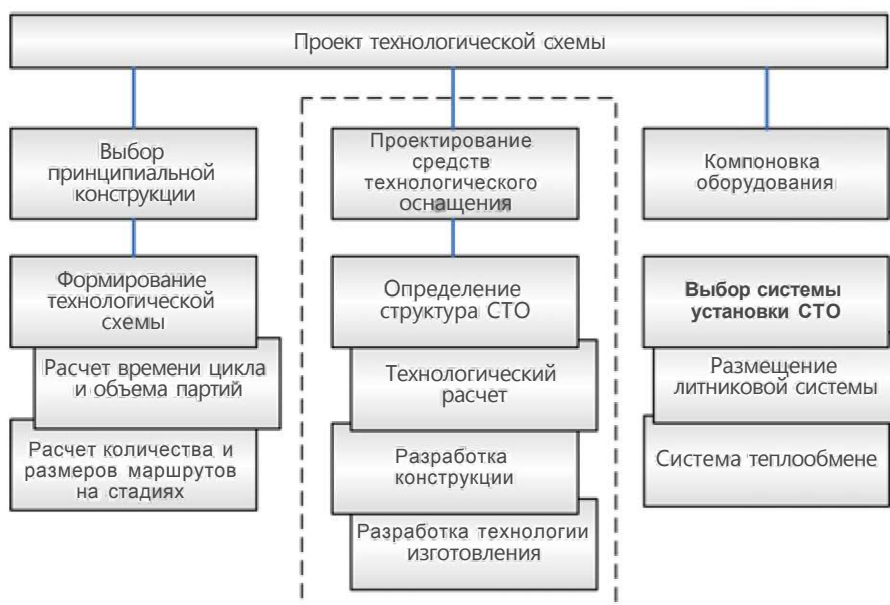 Проект технологической схемы
Выбор
принципиальной
конструкции
Формирование
технологической
схемы
Расчет времени цикла
и объема партий
Расчет количества и
размеров маршрутов
на стадиях
Проектирование
средств
технологического
оснащения
Определение
структура СТО
Технологический
расчет
Разработка
конструкции
Разработка технологии
изготовления
Компоновка
оборудования
Выбор системы
установки СТО
Размещение
литниковой системы
Система теплообмене